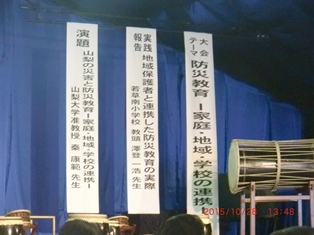 大会
テーマ
防災教育 ー家庭・地域・学校の連携
実践
報告
地域保護者と連携した防災教育の実際
若草南小学校 教頭 澤登 一浩 先生
演題
山梨の災害と防災教育ー家庭・地域・学校の連携ー
山梨大学准教授 秦 康範 先生
2015/10/28 13:48